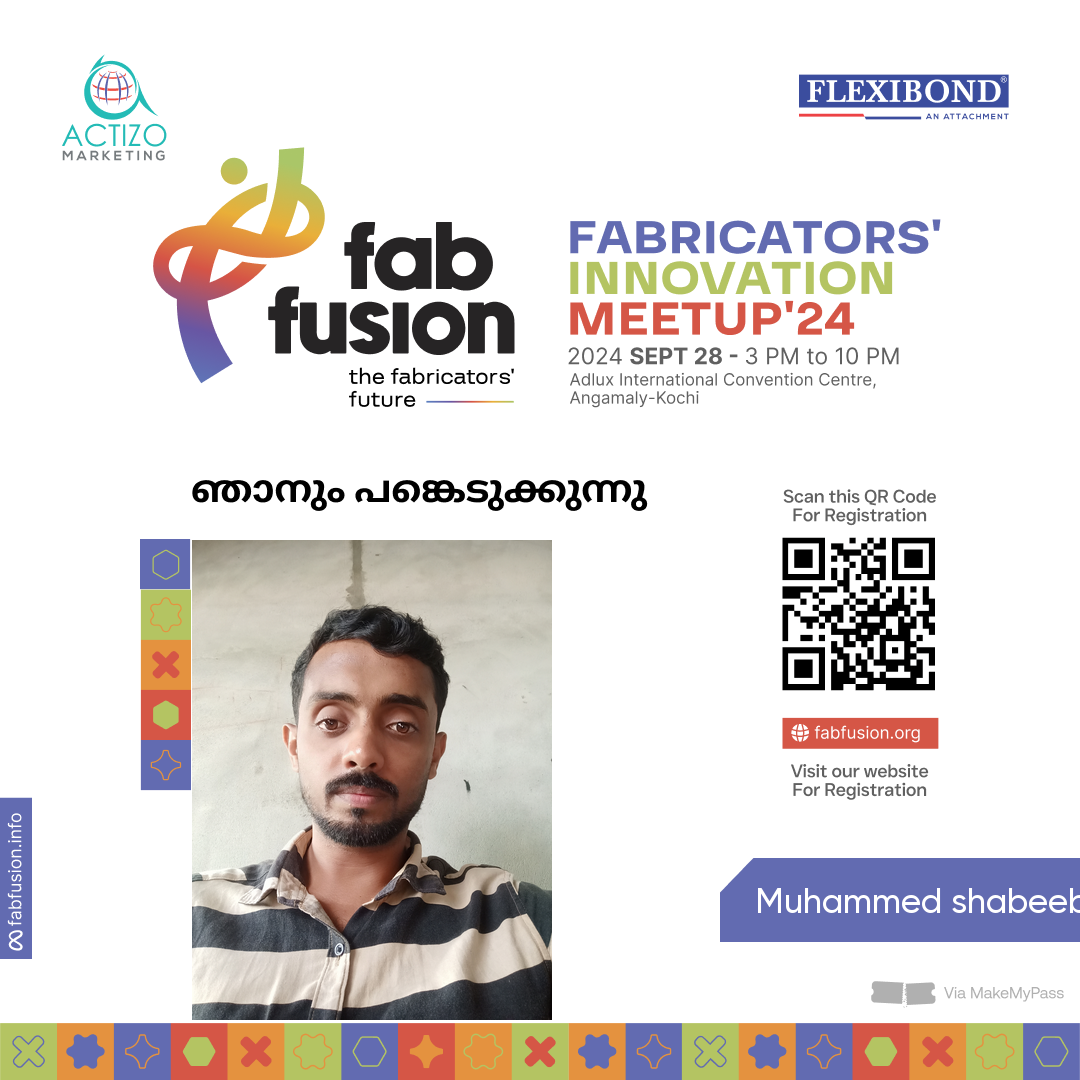 ACTIZO
MARKETING
FLEXIBOND®
AN ATTACHMENT
fab
fusion
the fabricators'
future
FABRICATORS'
INNOVATION
MEETUP'24
2024 SEPT 28 - 3 PM to 10 PM
Adlux International Convention Centre,
Angamaly-Kochi
ഞാനും പങ്കെടുക്കുന്നു
Scan this QR Code
For Registration
fabfusion.org
Visit our website
For Registration
fabfusion.info
Muhammed shabeeb
Via MakeMyPass